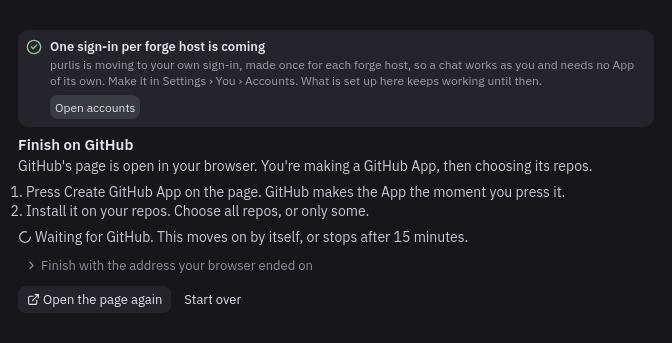 One sign-in per forge host is coming
purlis is moving to your own sign-in, made once for each forge host, so a chat works as you and needs no App
of its own. Make it in Settings › You › Accounts. What is set up here keeps working until then.
Open accounts
Finish on GitHub
GitHub's page is open in your browser. You're making a GitHub App, then choosing its repos.
1. Press Create GitHub App on the page. GitHub makes the App the moment you press it.
2. Install it on your repos. Choose all repos, or only some.
Waiting for GitHub. This moves on by itself, or stops after 15 minutes.
Finish with the address your browser ended on
Open the page again Start over